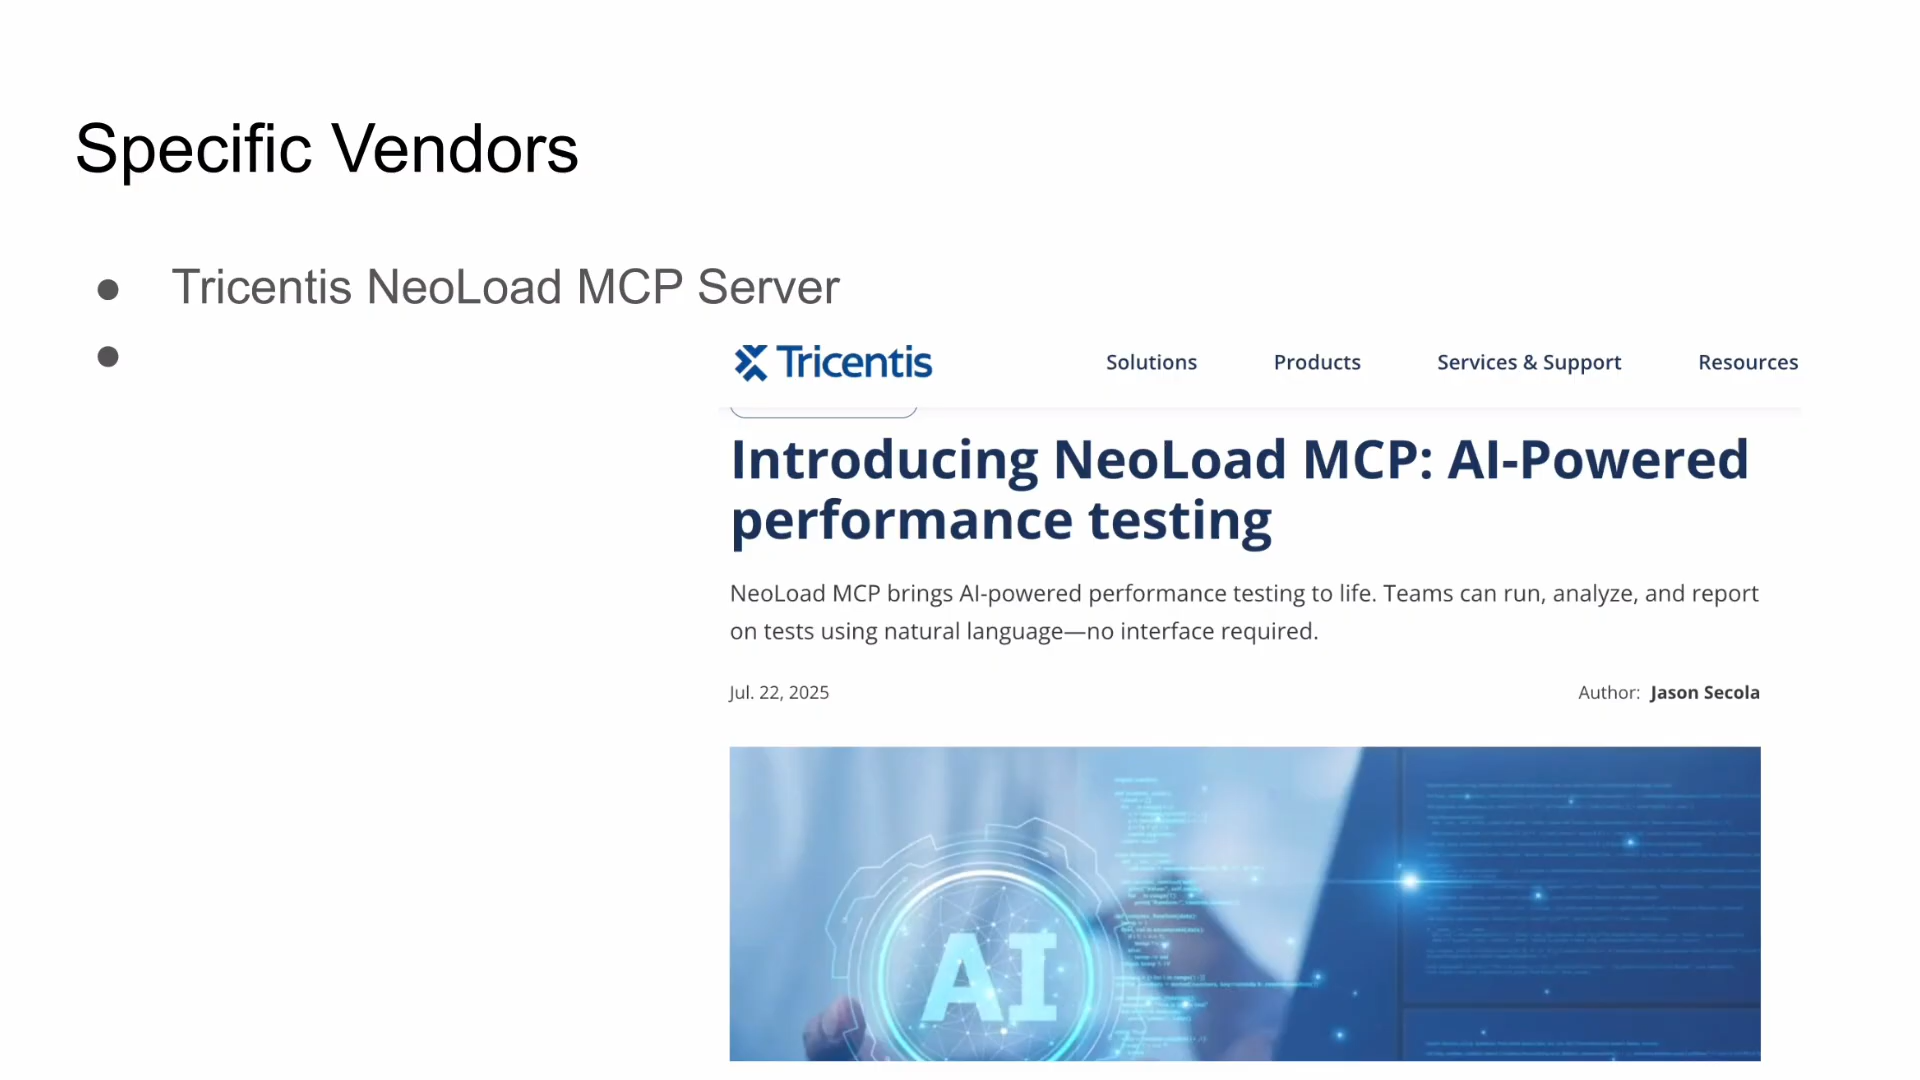 Specific Vendors
● Tricentis NeoLoad MCP Server
●
Tricentis
Solutions Products Services & Support Resources
Introducing NeoLoad MCP: AI-Powered
performance testing
NeoLoad MCP brings AI-powered performance testing to life. Teams can run, analyze, and report
on tests using natural language—no interface required.
Jul. 22, 2025 Author: Jason Secola
AI